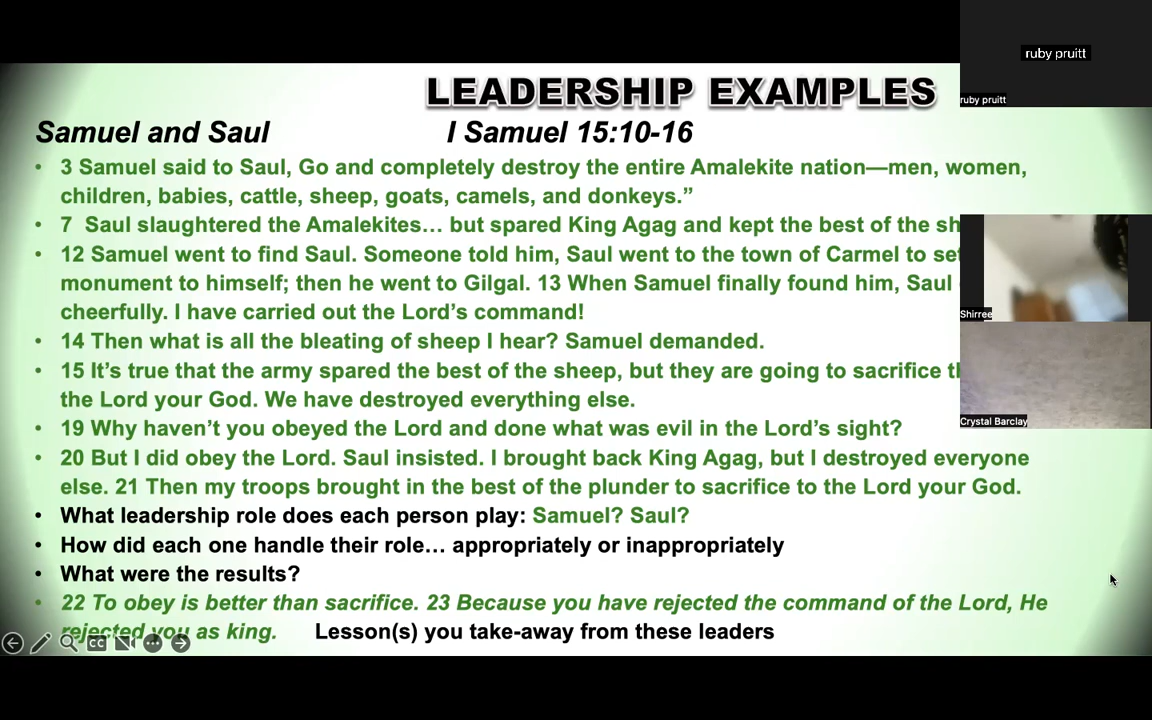 ruby pruitt
ruby pruitt
LEADERSHIP EXAMPLES
Samuel and Saul I Samuel 15:10-16
• 3 Samuel said to Saul, Go and completely destroy the entire Amalekite nation—men, women,
children, babies, cattle, sheep, goats, camels, and donkeys.”
• 7 Saul slaughtered the Amalekites… but spared King Agag and kept the best of the
• 12 Samuel went to find Saul. Someone told him, Saul went to the town of Carmel to
monument to himself; then he went to Gilgal. 13 When Samuel finally found him, Saul
cheerfully. I have carried out the Lord’s command!
Shirree
• 14 Then what is all the bleating of sheep I hear? Samuel demanded.
• 15 It’s true that the army spared the best of the sheep, but they are going to sacrifice
the Lord your God. We have destroyed everything else.
Crystal Barclay
• 19 Why haven’t you obeyed the Lord and done what was evil in the Lord’s sight?
• 20 But I did obey the Lord. Saul insisted. I brought back King Agag, but I destroyed everyone
else. 21 Then my troops brought in the best of the plunder to sacrifice to the Lord your God.
• What leadership role does each person play: Samuel? Saul?
• How did each one handle their role… appropriately or inappropriately
• What were the results?
• 22 To obey is better than sacrifice. 23 Because you have rejected the command of the Lord, He
rejected you as king. Lesson(s) you take-away from these leaders
CC